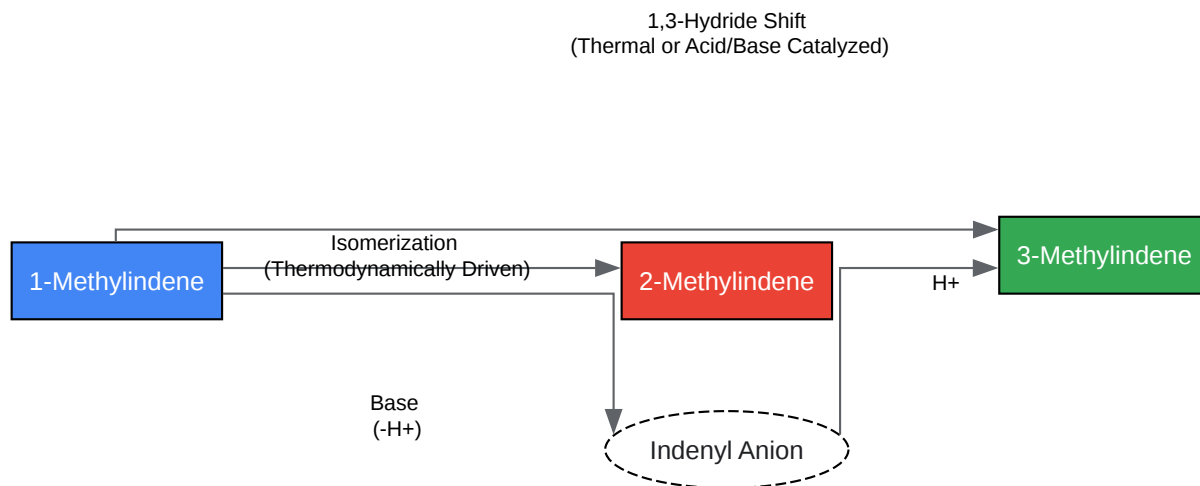 1,3-Hydride Shift
(Thermal or Acid/Base Catalyzed)
Isomerization
(Thermodynamically Driven)
1-Methylindene
2-Methylindene
3-Methylindene
H+
Base
(-H+)
Indenyl Anion